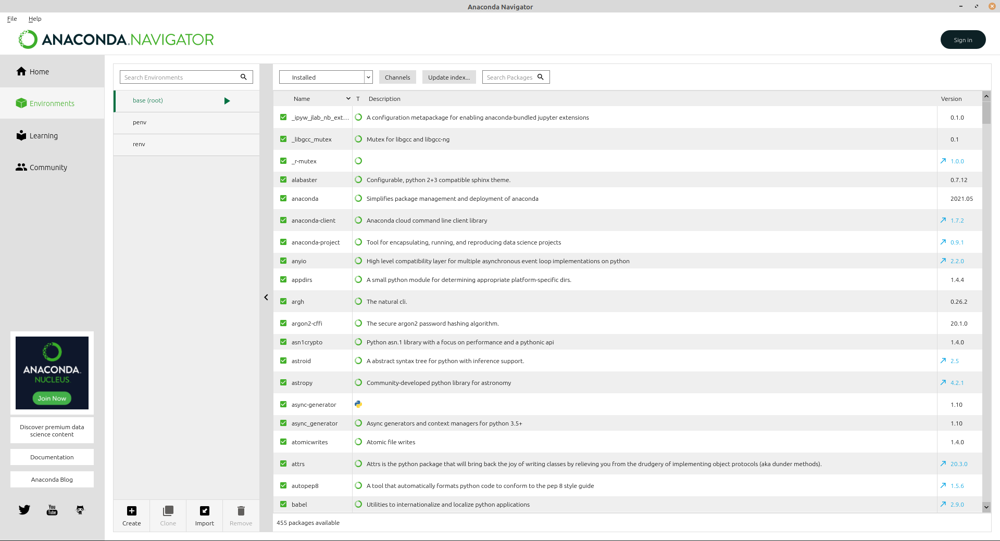 Anaconda Navigator
File Help
ANACONDA.NAVIGATOR
Sign in
Home
Environments
Learning
Community
ANACONDA.
NUCLEUS
Join Now
Discover premium data
science content
Documentation
Anaconda Blog
You
Tube
Search Environments
base (root)
penv
renv
Create Clone Import Remove
Installed Channels Update index... Search Packages
Name T Description Version
_ipyw_jlab_nb_ext... A configuration metapackage for enabling anaconda-bundled jupyter extensions 0.1.0
_libgcc_mutex Mutex for libgcc and libgcc-ng 0.1
_r-mutex 1.0.0
alabaster Configurable, python 2+3 compatible sphinx theme. 0.7.12
anaconda Simplifies package management and deployment of anaconda 2021.05
anaconda-client Anaconda cloud command line client library 1.7.2
anaconda-project Tool for encapsulating, running, and reproducing data science projects 0.9.1
anyio High level compatibility layer for multiple asynchronous event loop implementations on python 2.2.0
appdirs A small python module for determining appropriate platform-specific dirs. 1.4.4
argh The natural cli. 0.26.2
argon2-cffi The secure argon2 password hashing algorithm. 20.1.0
asn1crypto Python asn.1 library with a focus on performance and a pythonic api 1.4.0
astroid A abstract syntax tree for python with inference support. 2.5
astropy Community-developed python library for astronomy 4.2.1
async-generator 1.10
async_generator Async generators and context managers for python 3.5+ 1.10
atomicwrites Atomic file writes 1.4.0
attrs Attrs is the python package that will bring back the joy of writing classes by relieving you from the drudgery of implementing object protocols (aka dunder methods). 20.3.0
autopep8 A tool that automatically formats python code to conform to the pep 8 style guide 1.5.6
babel Utilities to internationalize and localize python applications 2.9.0
455 packages available